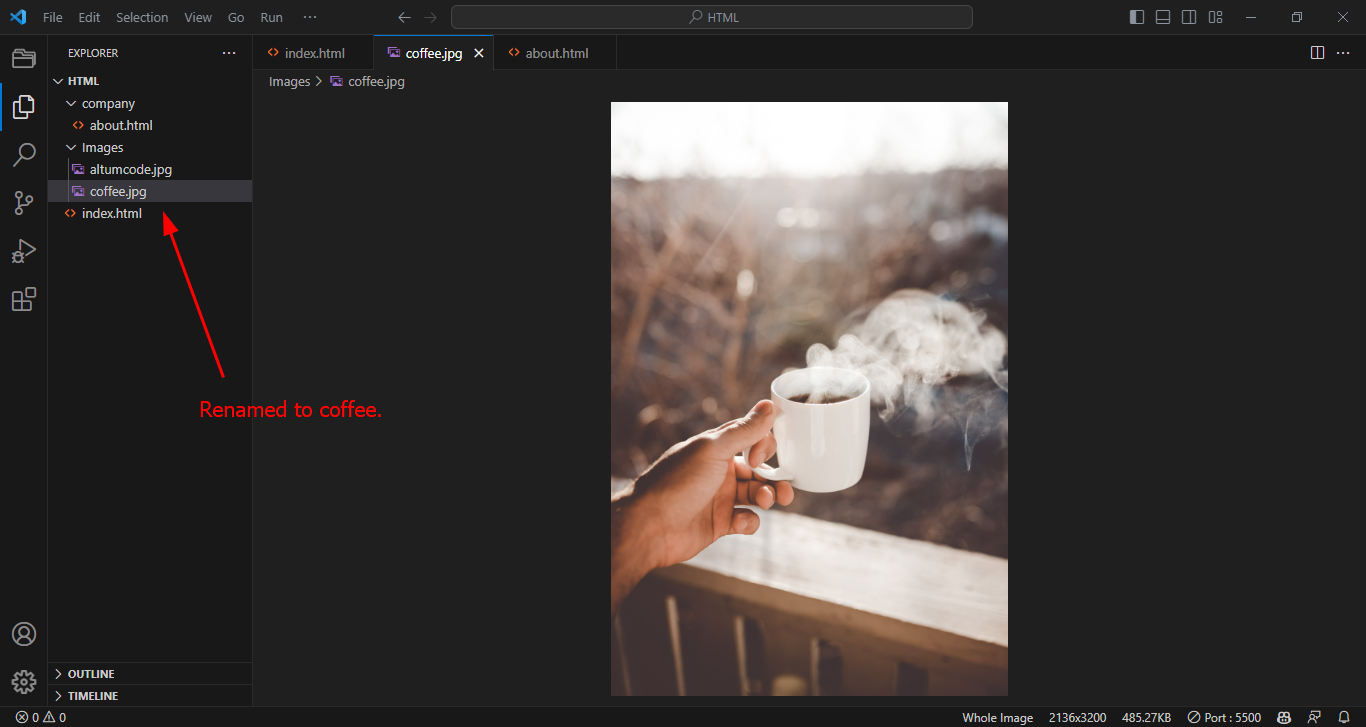 File Edit Selection View Go Run ···
HTML
EXPLORER ···
HTML
company
about.html
Images
altumcode.jpg
coffee.jpg
index.html
OUTLINE
TIMELINE
index.html coffee.jpg about.html ···
Images > coffee.jpg
Renamed to coffee.
0 0 Whole Image 2136x3200 485.27KB Port : 5500